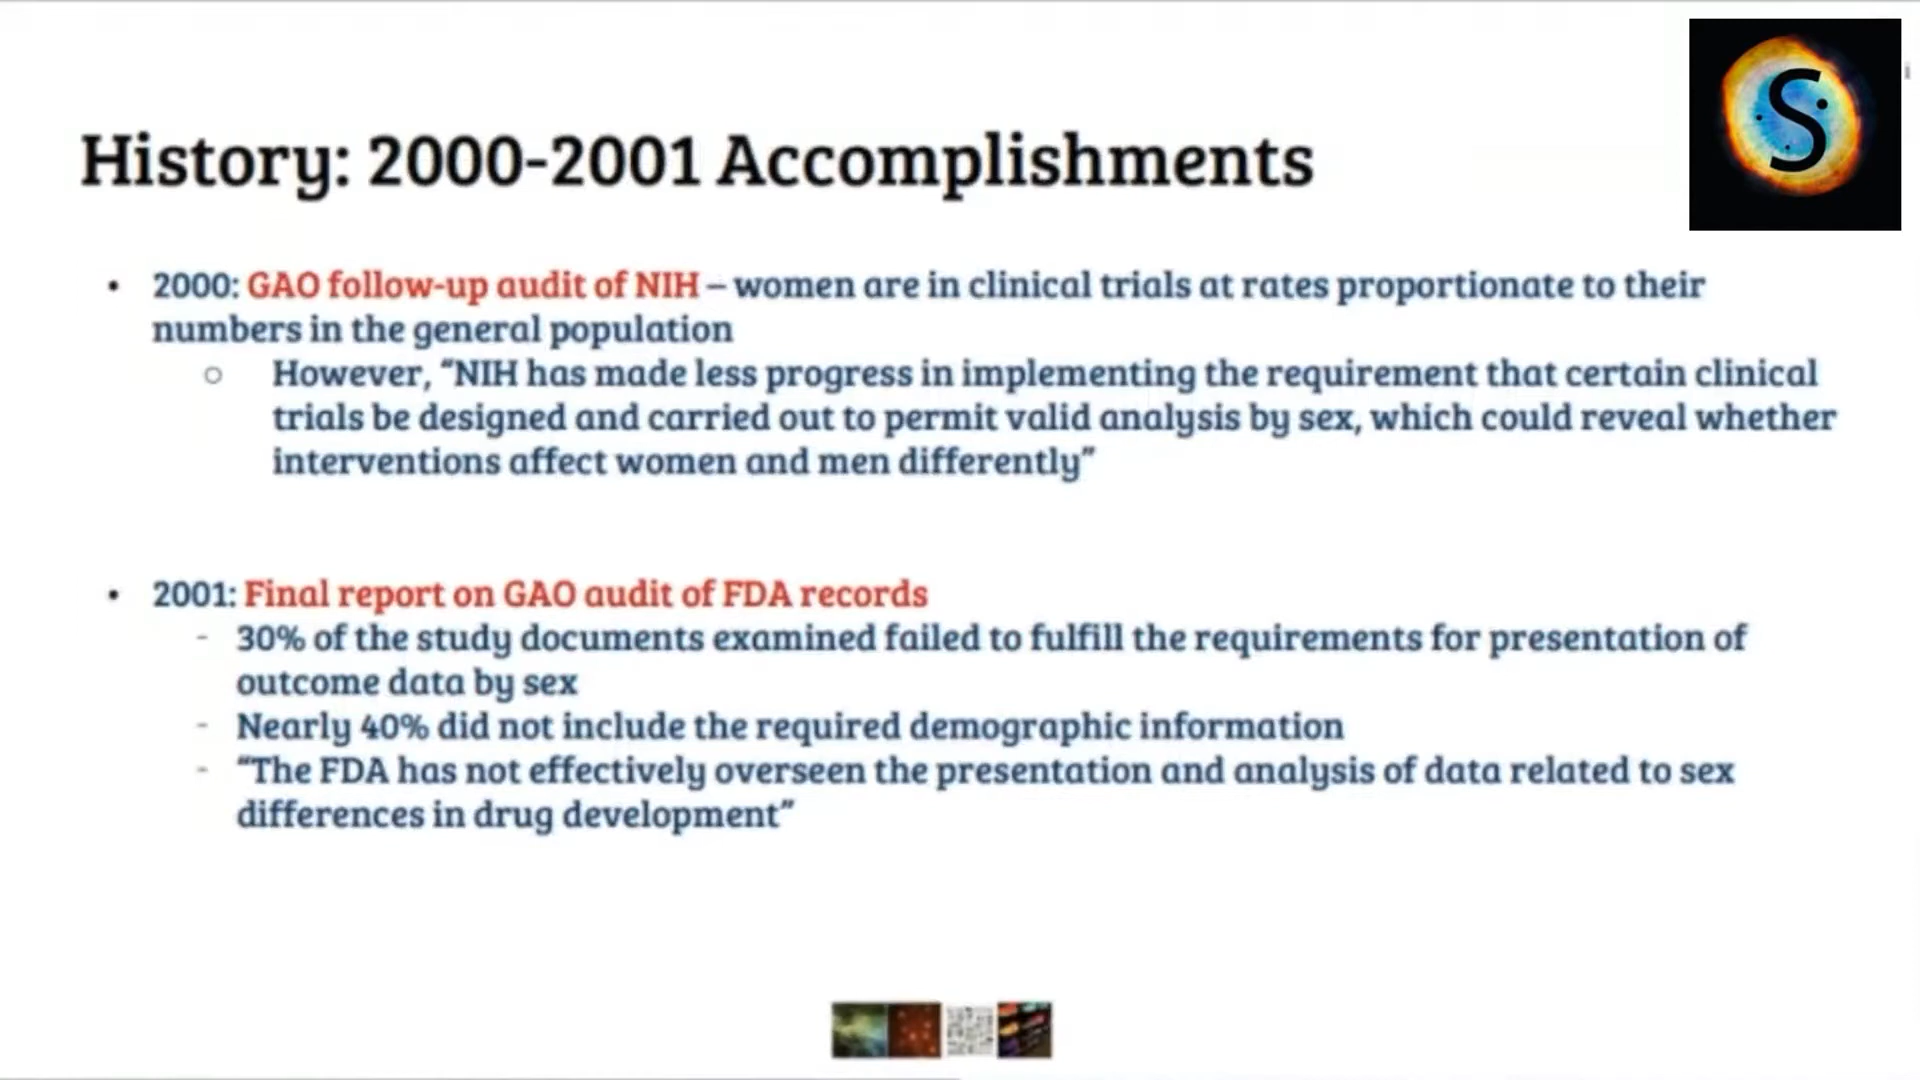 S
History: 2000-2001 Accomplishments
• 2000: GAO follow-up audit of NIH – women are in clinical trials at rates proportionate to their
numbers in the general population
○ However, “NIH has made less progress in implementing the requirement that certain clinical
trials be designed and carried out to permit valid analysis by sex, which could reveal whether
interventions affect women and men differently”
• 2001: Final report on GAO audit of FDA records
- 30% of the study documents examined failed to fulfill the requirements for presentation of
outcome data by sex
- Nearly 40% did not include the required demographic information
- “The FDA has not effectively overseen the presentation and analysis of data related to sex
differences in drug development”